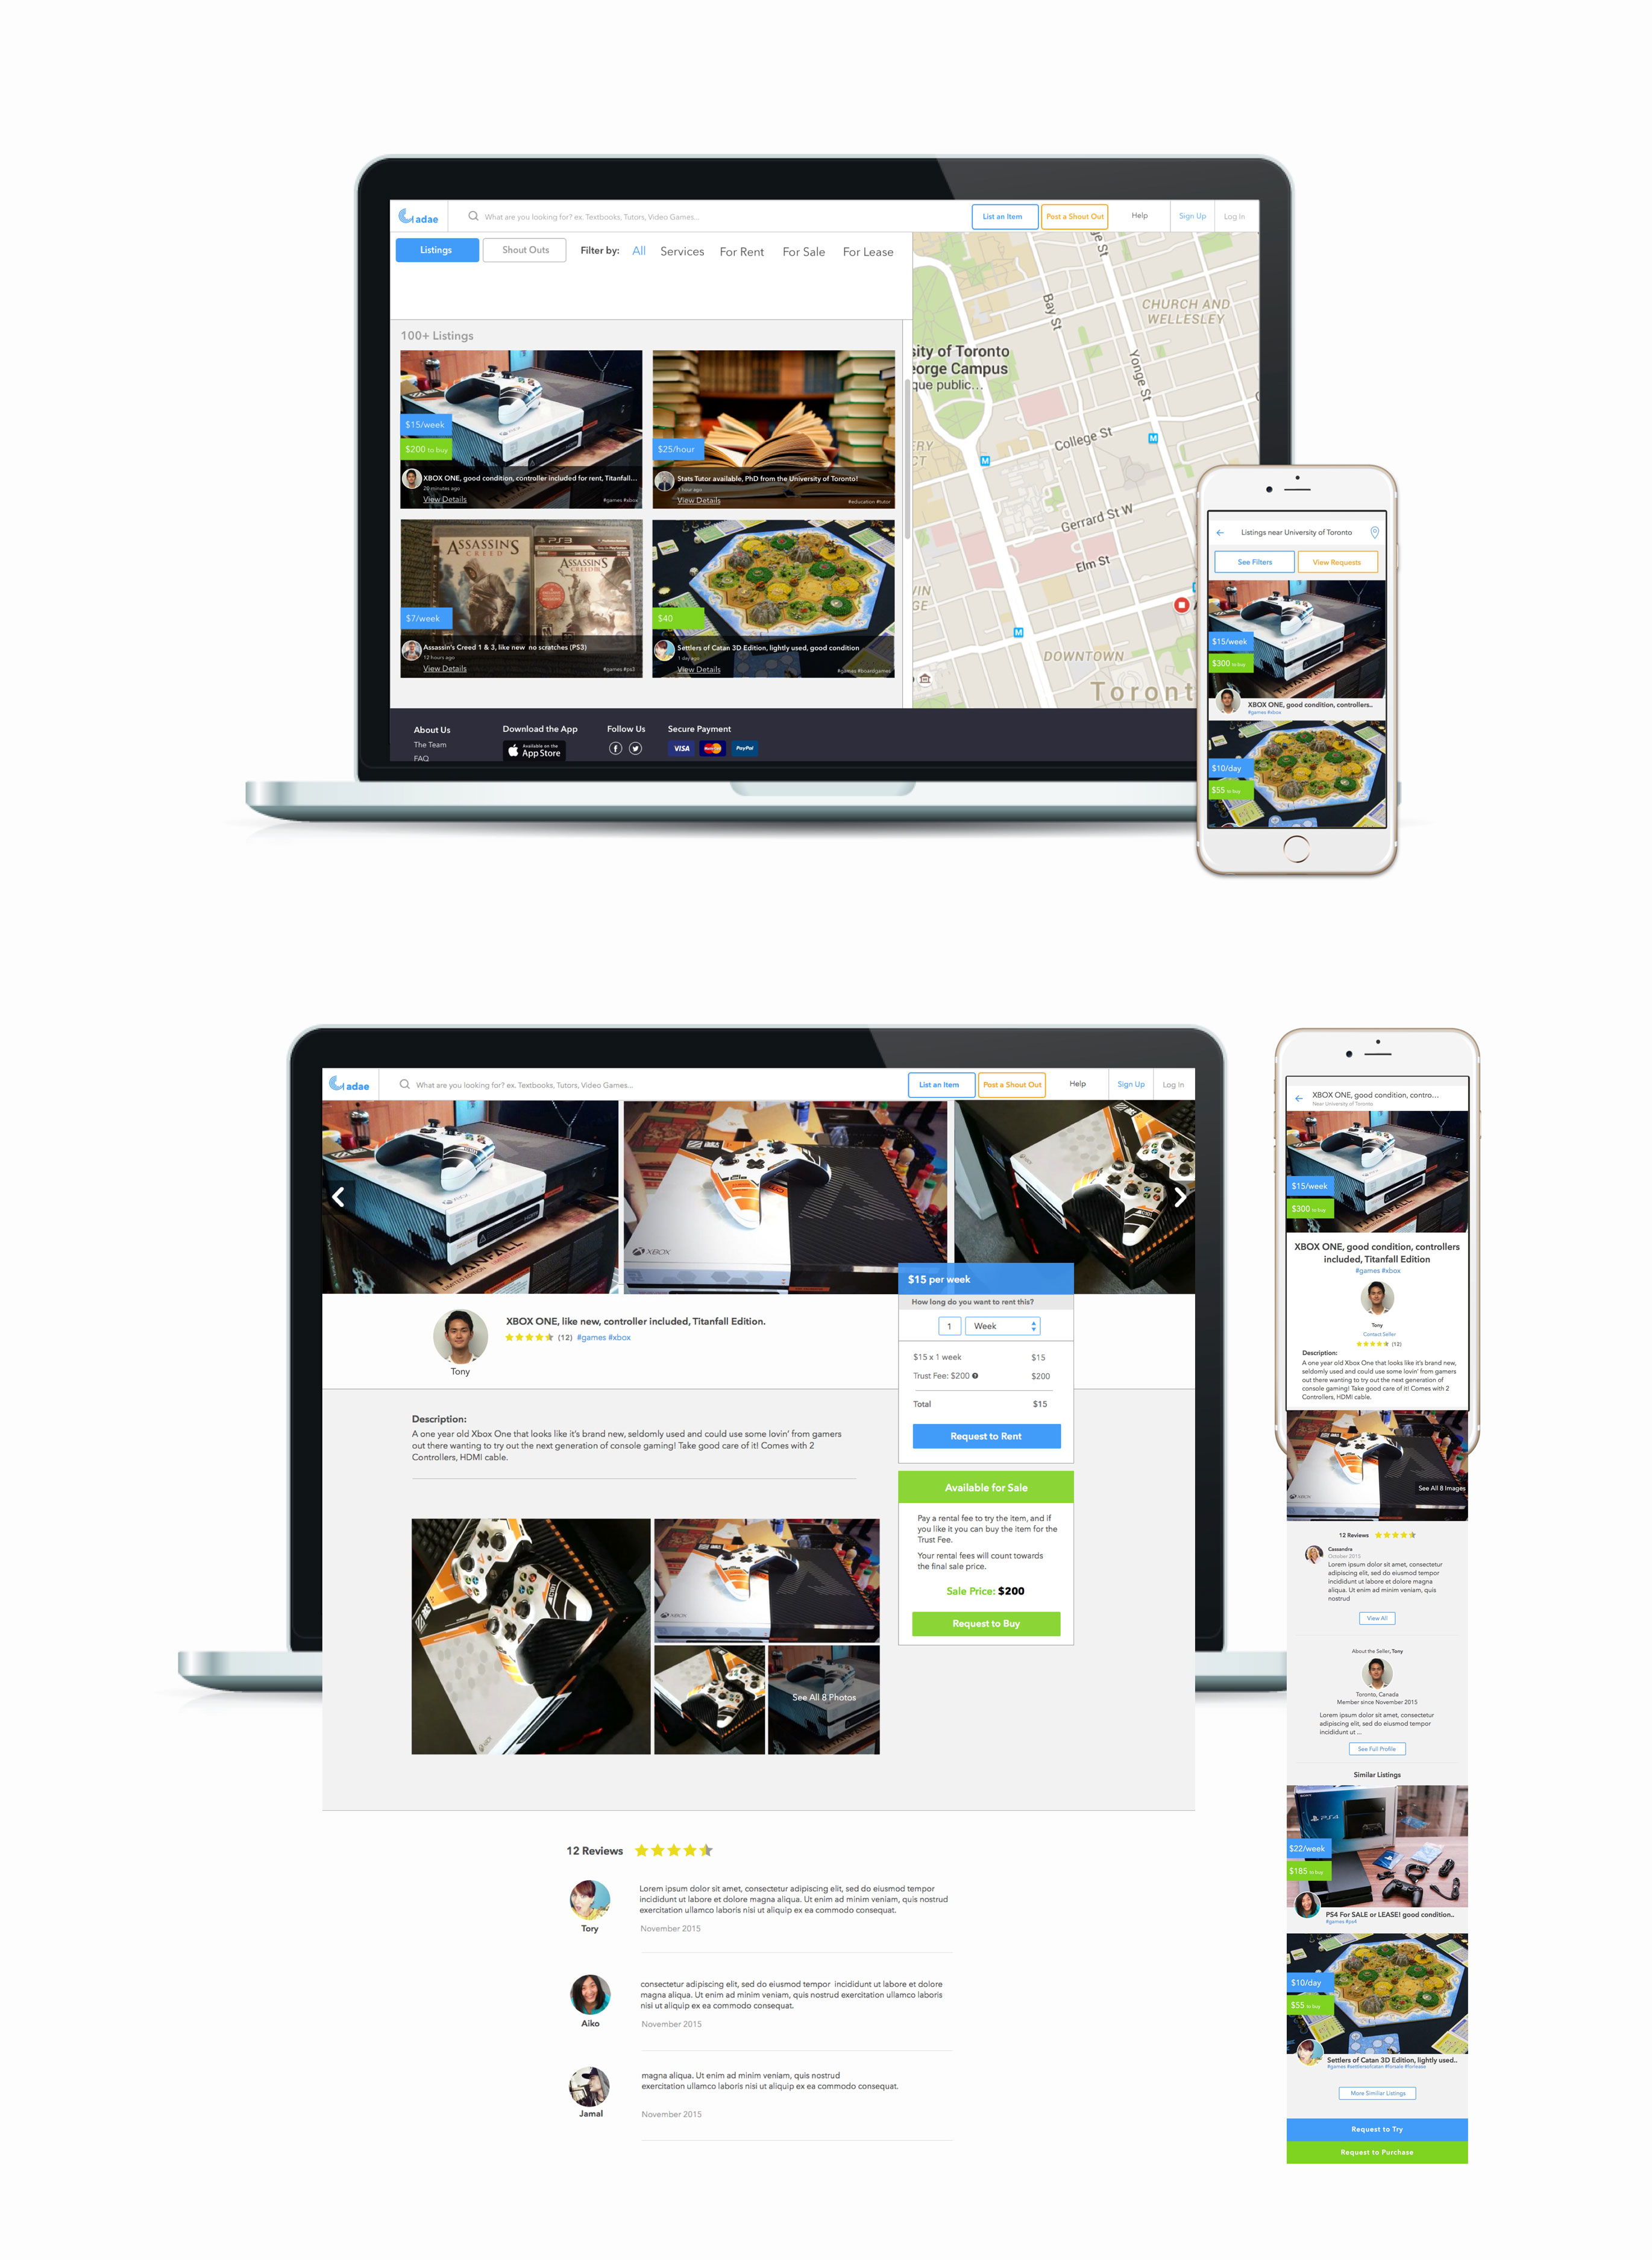 adae
What are you looking for? ex. Textbooks, Tutors, Video Games...
List an Item
Post a Shout Out
Help
Sign Up
Log In
Listings
Shout Outs
Filter by:
All
Services
For Rent
For Sale
For Lease
100+ Listings
$15/week
$200 to buy
XBOX ONE, good condition, controller included for rent, Titanfall...
20 minutes ago
View Details
#games #xbox
$25/hour
Stats Tutor available, PhD from the University of Toronto!
1 hour ago
View Details
#education #tutor
ASSASSIN'S
CREED
PS3
ASSASSIN'S
CREED III
$7/week
Assassin's Creed 1 & 3, like new no scratches (PS3)
12 hours ago
View Details
#games #ps3
$40
Settlers of Catan 3D Edition, lightly used, good condition
1 day ago
View Details
#games #boardgames
ge St
Bay St
CHURCH AND
WELLESLEY
sity of Toronto
eorge Campus
que public...
Yonge St
ERY
CT
College St
M
M
Gerrard St W
Elm St
VIN
GE
M
DOWNTOWN
Toront
About Us
The Team
FAQ
Download the App
Available on the
App Store
Follow Us
Secure Payment
VISA
MasterCard
PayPal
Listings near University of Toronto
See Filters
View Requests
$15/week
$300 to buy
XBOX ONE, good condition, controllers..
#games #xbox
$10/day
$55 to buy
adae
What are you looking for? ex. Textbooks, Tutors, Video Games...
List an Item
Post a Shout Out
Help
Sign Up
Log In
TITANFALL
XBOX
$15 per week
How long do you want to rent this?
1
Week
$15 x 1 week
$15
Trust Fee: $200
$200
Total
$15
Request to Rent
XBOX ONE, like new, controller included, Titanfall Edition.
(12) #games #xbox
Tony
Description:
A one year old Xbox One that looks like it's brand new, seldomly used and could use some lovin' from gamers
out there wanting to try out the next generation of console gaming! Take good care of it! Comes with 2
Controllers, HDMI cable.
Available for Sale
Pay a rental fee to try the item, and if
you like it you can buy the item for the
Trust Fee.
Your rental fees will count towards
the final sale price.
Sale Price: $200
Request to Buy
XBOX
See All 8 Photos
12 Reviews
Lorem ipsum dolor sit amet, consectetur adipiscing elit, sed do eiusmod tempor
incididunt ut labore et dolore magna aliqua. Ut enim ad minim veniam, quis nostrud
exercitation ullamco laboris nisi ut aliquip ex ea commodo consequat.
Tory
November 2015
consectetur adipiscing elit, sed do eiusmod tempor incididunt ut labore et dolore
magna aliqua. Ut enim ad minim veniam, quis nostrud exercitation ullamco laboris
nisi ut aliquip ex ea commodo consequat.
Aiko
November 2015
magna aliqua. Ut enim ad minim veniam, quis nostrud
exercitation ullamco laboris nisi ut aliquip ex ea commodo consequat.
Jamal
November 2015
XBOX ONE, good condition, contro...
Near University of Toronto
$15/week
$300 to buy
XBOX ONE, good condition, controllers
included, Titanfall Edition
#games #xbox
Tony
Contact Seller
(12)
Description:
A one year old Xbox One that looks like it's brand new,
seldomly used and could use some lovin' from gamers
out there wanting to try out the next generation of
console gaming! Take good care of it! Comes with 2
Controllers, HDMI cable.
XBOX
See All 8 Images
12 Reviews
Cassandra
October 2015
Lorem ipsum dolor sit amet, consectetur
adipiscing elit, sed do eiusmod tempor
incididunt ut labore et dolore magna
aliqua. Ut enim ad minim veniam, quis
nostrud
View All
About the Seller, Tony
Toronto, Canada
Member since November 2015
Lorem ipsum dolor sit amet, consectetur
adipiscing elit, sed do eiusmod tempor
incididunt ut ...
See Full Profile
Similar Listings
PS4
$22/week
$185 to buy
PS4 For SALE or LEASE! good condition..
#games #ps4
$10/day
$55 to buy
Settlers of Catan 3D Edition, lightly used..
#games #settlersofcatan #forsale #forlease
More Similar Listings
Request to Try
Request to Purchase